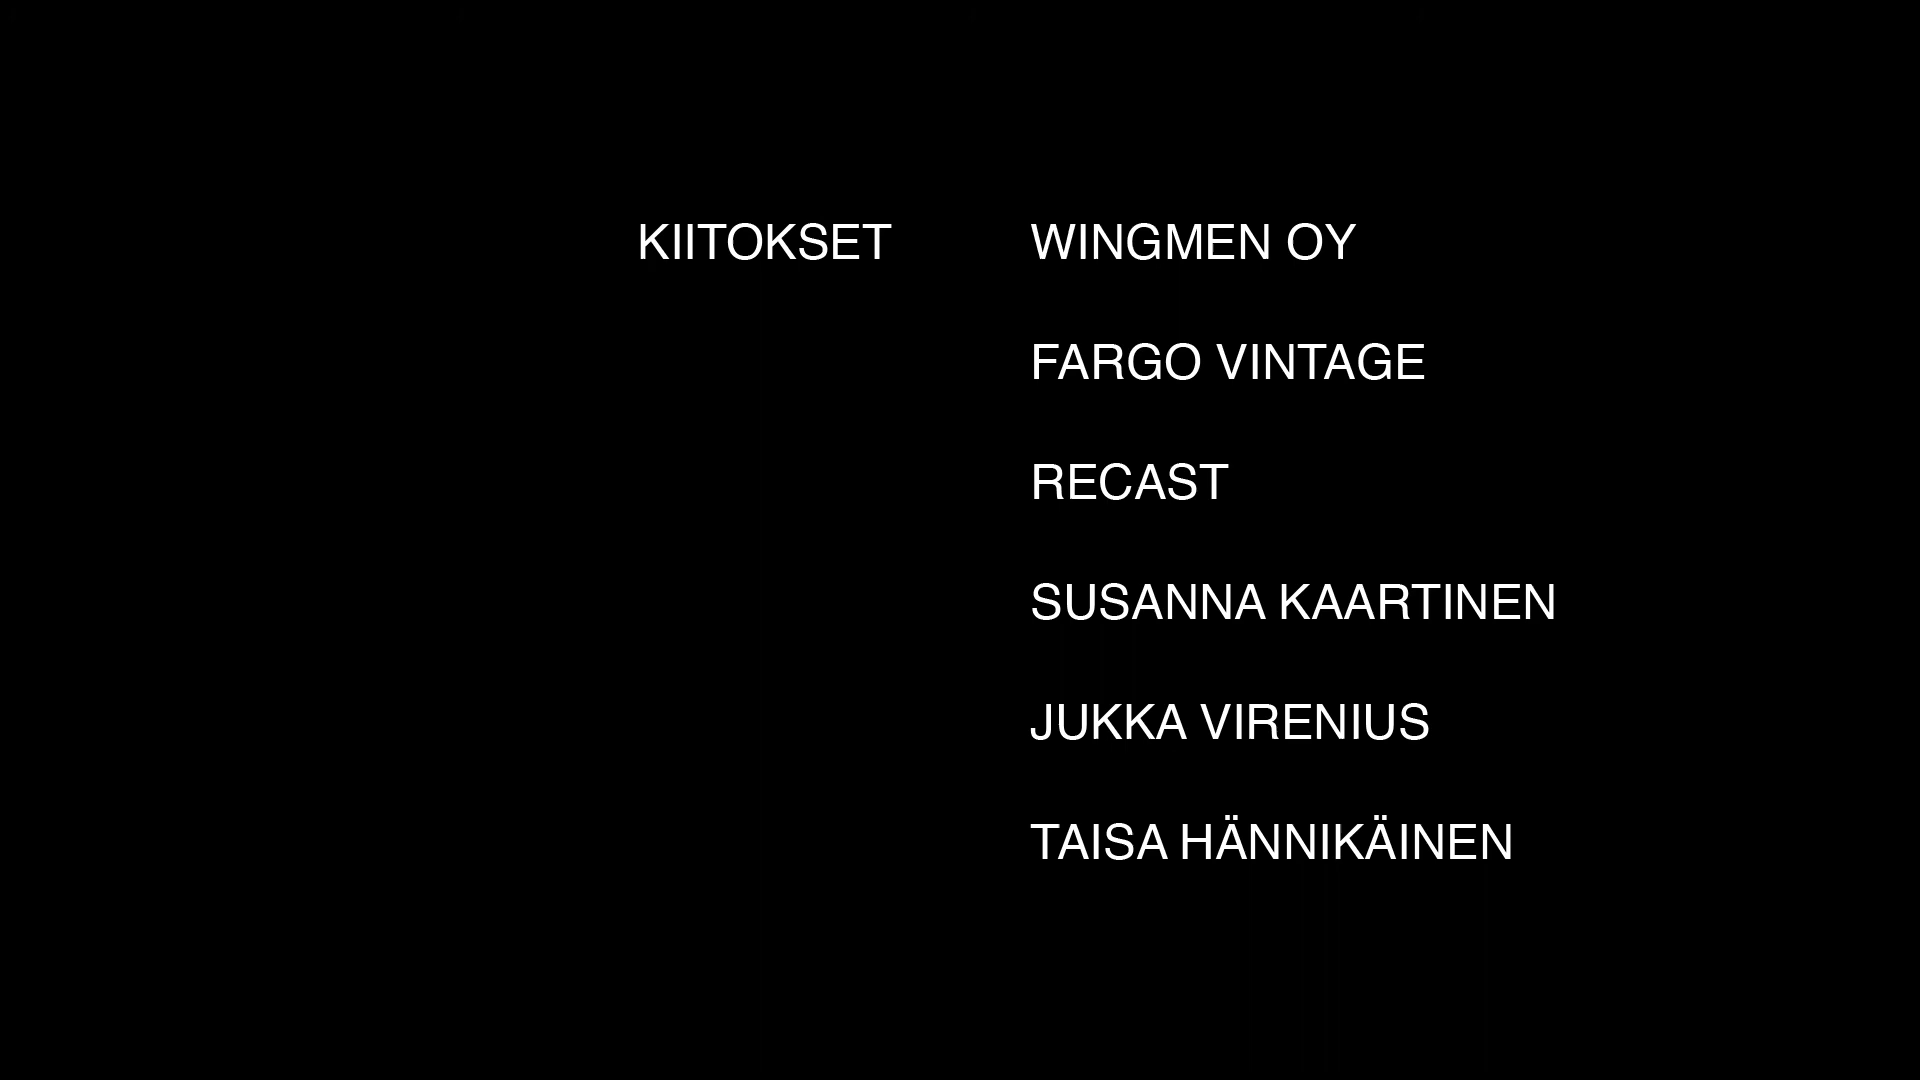 KIITOKSET WINGMEN OY
FARGO VINTAGE
RECAST
SUSANNA KAARTINEN
JUKKA VIRENIUS
TAISA HÄNNIKÄINEN